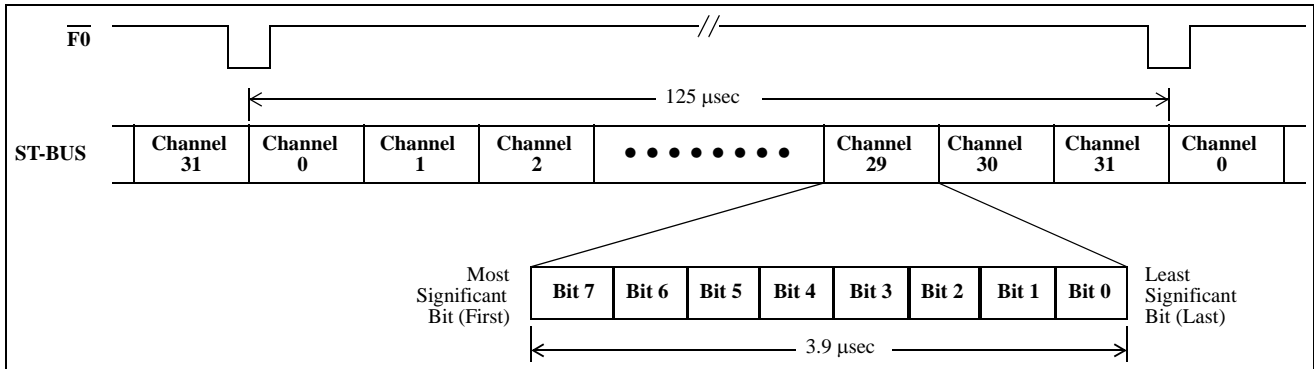 F0
125 µsec
ST-BUS
Channel 31
Channel 0
Channel 1
Channel 2
Channel 29
Channel 30
Channel 31
Channel 0
Most
Significant
Bit (First)
Bit 7
Bit 6
Bit 5
Bit 4
Bit 3
Bit 2
Bit 1
Bit 0
Least
Significant
Bit (Last)
3.9 µsec